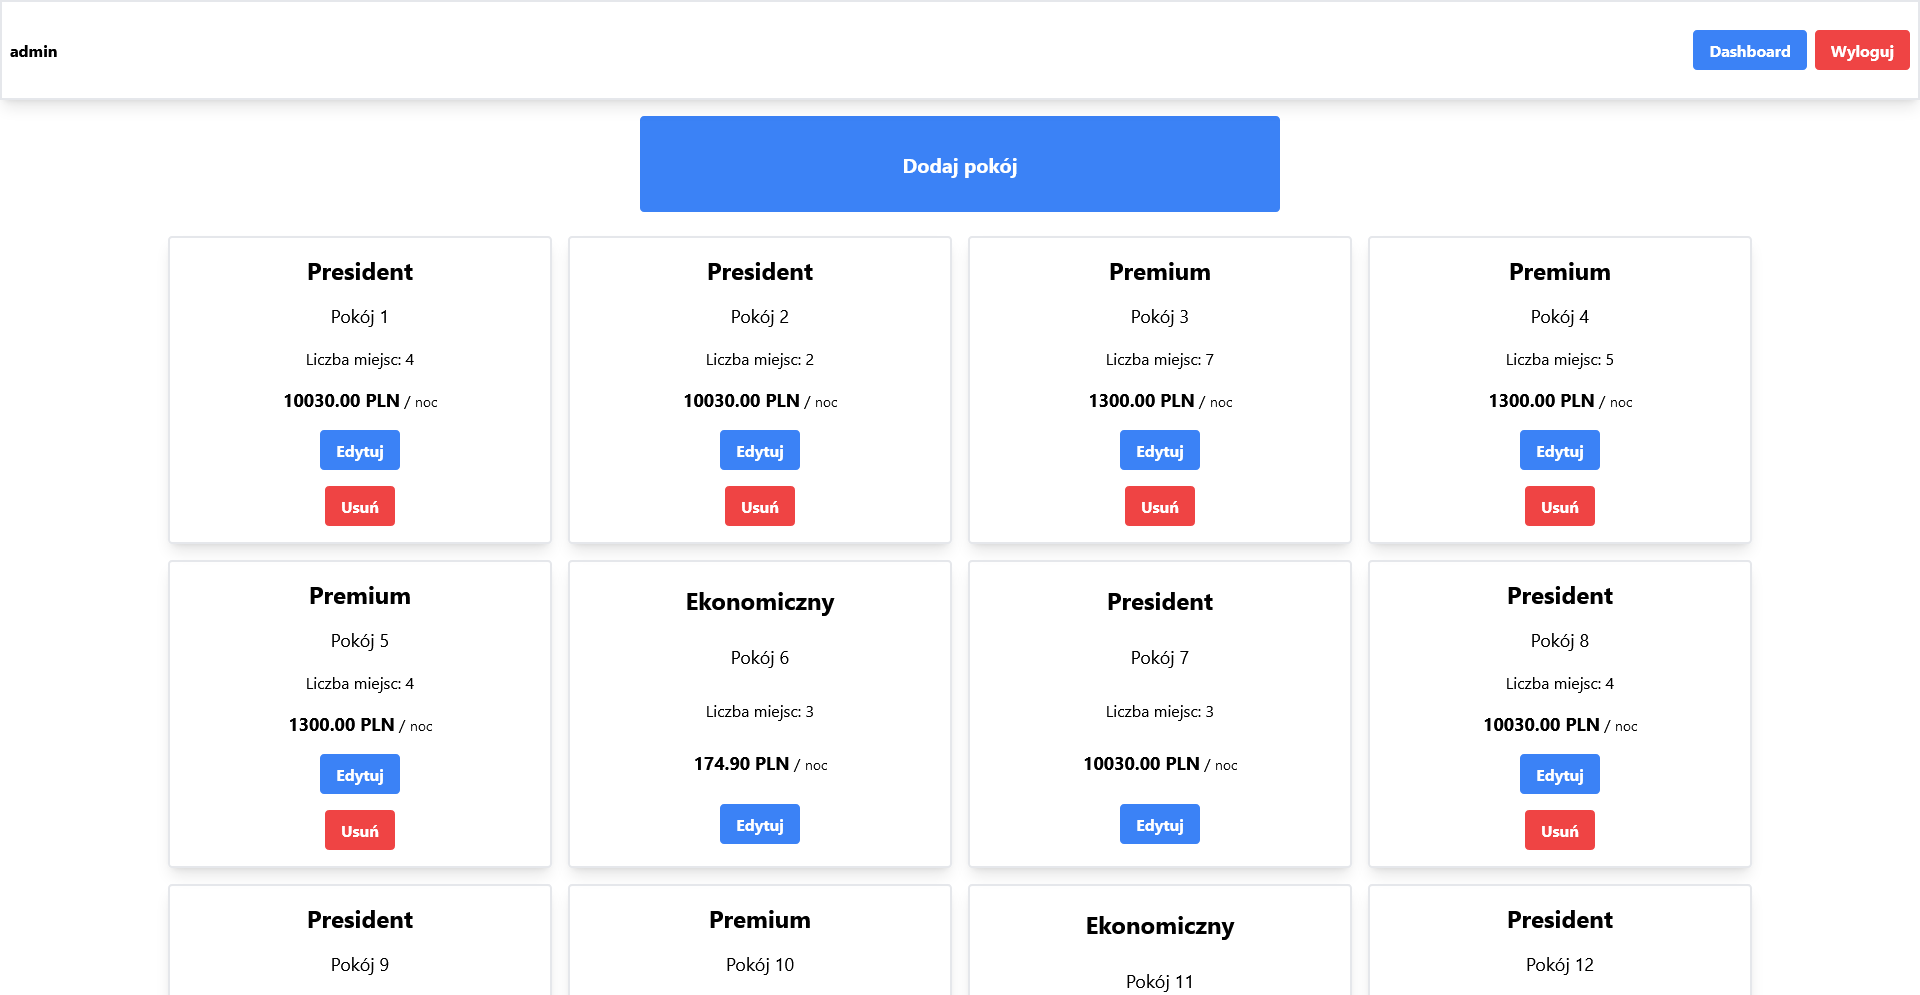 admin
Dashboard
Wyloguj
Dodaj pokój
President
Pokój 1
Liczba miejsc: 4
10030.00 PLN / noc
Edytuj
Usuń
President
Pokój 2
Liczba miejsc: 2
10030.00 PLN / noc
Edytuj
Usuń
Premium
Pokój 3
Liczba miejsc: 7
1300.00 PLN / noc
Edytuj
Usuń
Premium
Pokój 4
Liczba miejsc: 5
1300.00 PLN / noc
Edytuj
Usuń
Premium
Pokój 5
Liczba miejsc: 4
1300.00 PLN / noc
Edytuj
Usuń
Ekonomiczny
Pokój 6
Liczba miejsc: 3
174.90 PLN / noc
Edytuj
President
Pokój 7
Liczba miejsc: 3
10030.00 PLN / noc
Edytuj
President
Pokój 8
Liczba miejsc: 4
10030.00 PLN / noc
Edytuj
Usuń
President
Pokój 9
Premium
Pokój 10
Ekonomiczny
Pokój 11
President
Pokój 12